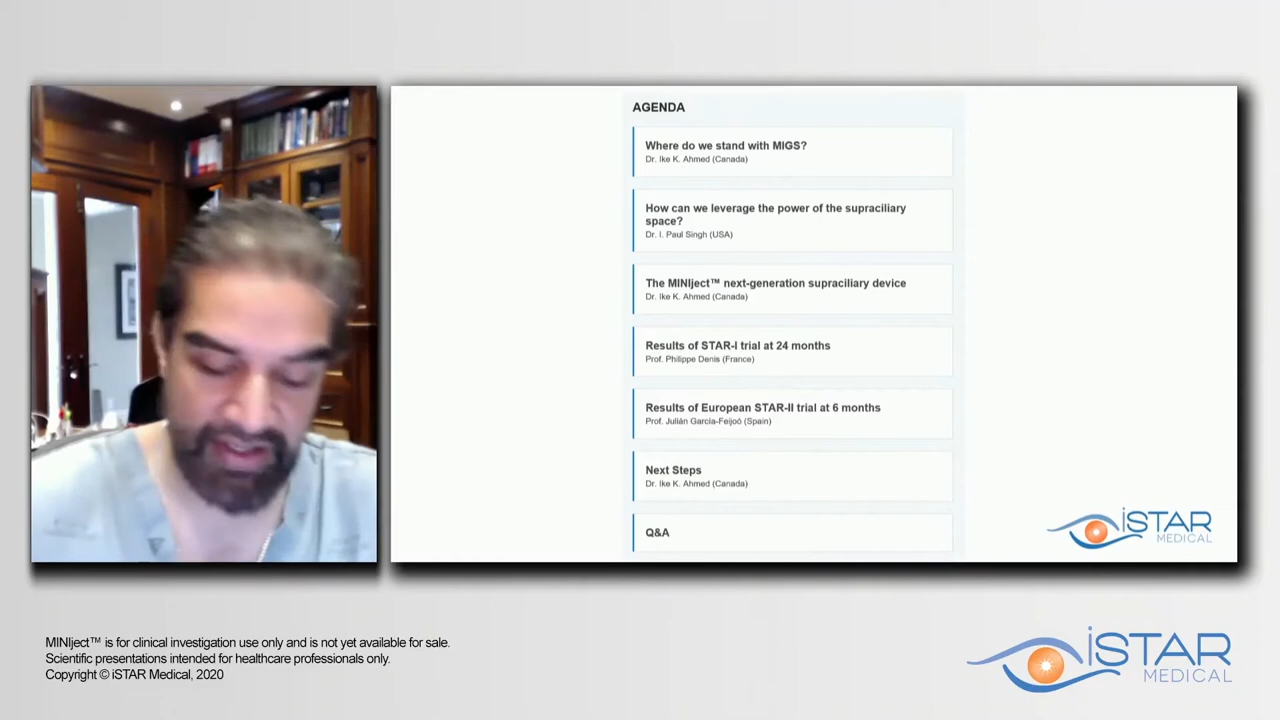 AGENDA
Where do we stand with MIGS?
Dr. Ike K. Ahmed (Canada)
How can we leverage the power of the supraciliary
space?
Dr. I. Paul Singh (USA)
The MINIject™ next-generation supraciliary device
Dr. Ike K. Ahmed (Canada)
Results of STAR-I trial at 24 months
Prof. Philippe Denis (France)
Results of European STAR-II trial at 6 months
Prof. Julián Garcia-Feijoó (Spain)
Next Steps
Dr. Ike K. Ahmed (Canada)
Q&A
iSTAR
MEDICAL
MINIject™ is for clinical investigation use only and is not yet available for sale.
Scientific presentations intended for healthcare professionals only.
Copyright © iSTAR Medical, 2020
iSTAR
MEDICAL